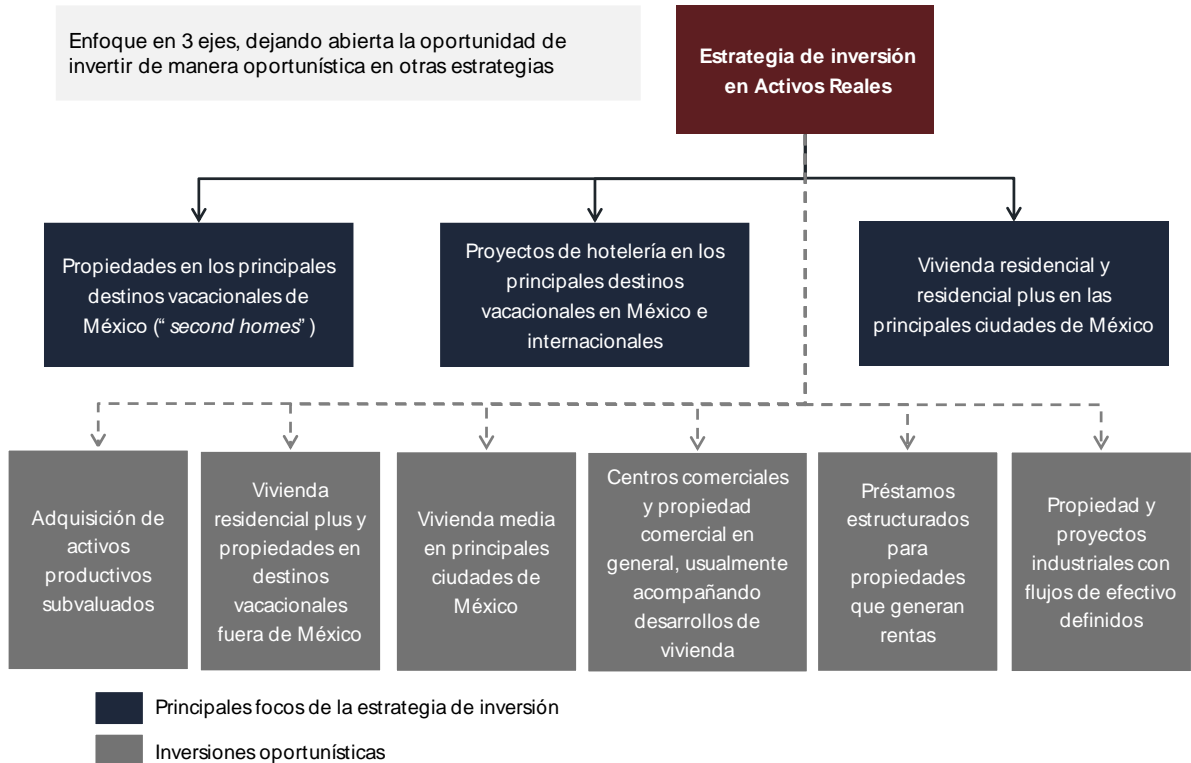 Enfoque en 3 ejes, dejando abierta la oportunidad de
invertir de manera oportunística en otras estrategias
Estrategia de inversión
en Activos Reales
Propiedades en los principales
destinos vacacionales de
México (“ second homes” )
Proyectos de hotelería en los
principales destinos
vacacionales en México e
internacionales
Vivienda residencial y
residencial plus en las
principales ciudades de México
Adquisición de
activos
productivos
subvaluados
Vivienda
residencial plus y
propiedades en
destinos
vacacionales
fuera de México
Vivienda media
en principales
ciudades de
México
Centros comerciales
y propiedad
comercial en
general, usualmente
acompañando
desarrollos de
vivienda
Préstamos
estructurados
para
propiedades
que generan
rentas
Propiedad y
proyectos
industriales con
flujos de efectivo
definidos
Principales focos de la estrategia de inversión
Inversiones oportunísticas